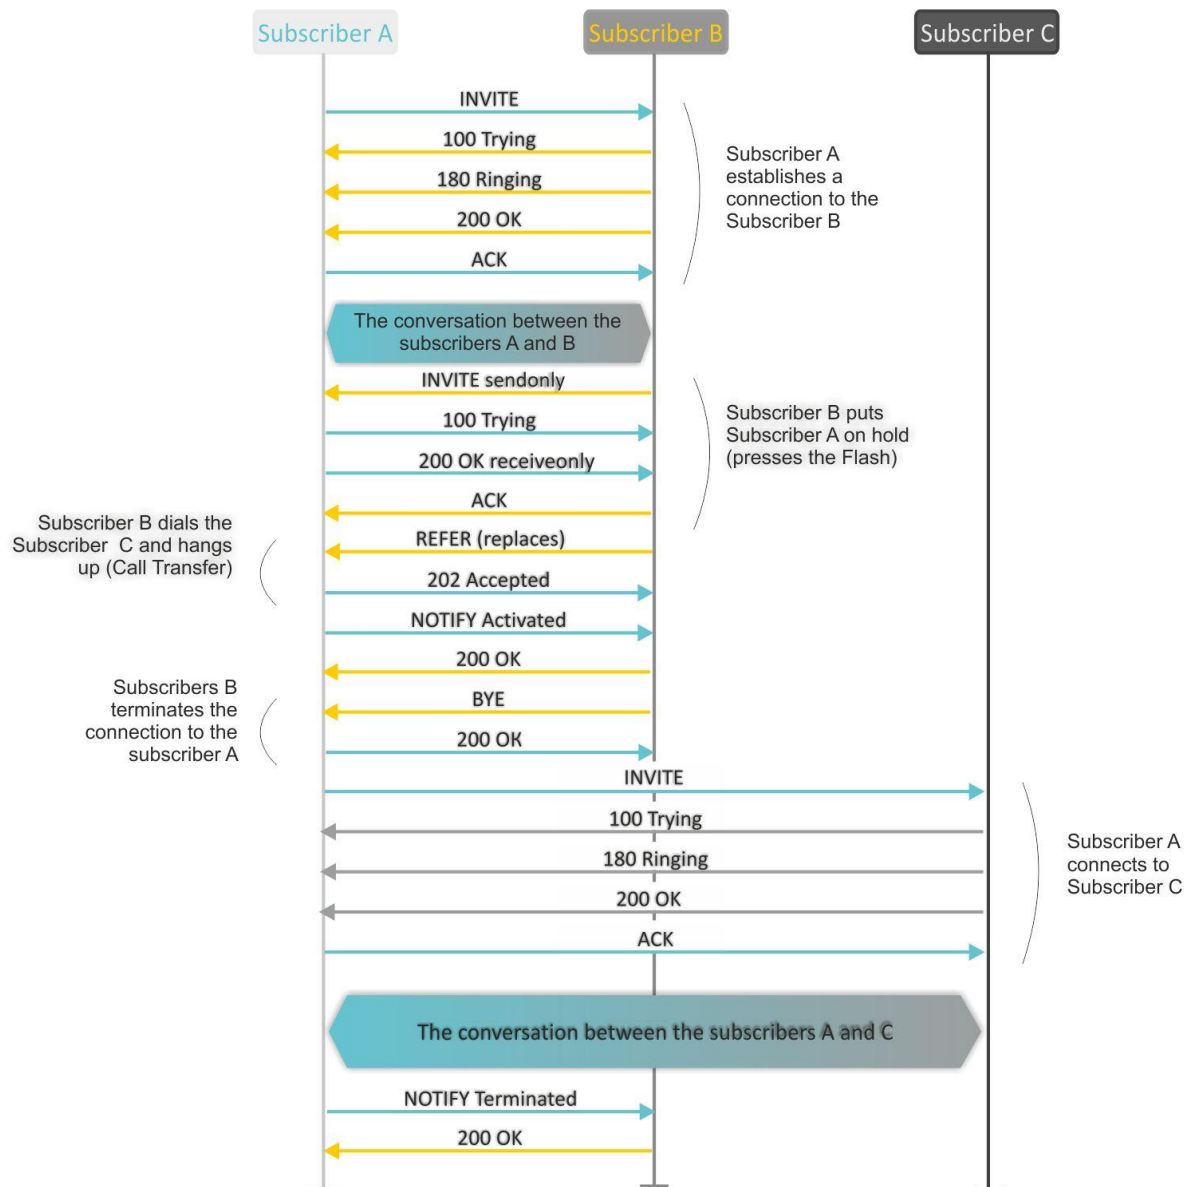 Subscriber A
Subscriber B
Subscriber C
INVITE
100 Trying
180 Ringing
200 OK
ACK
Subscriber A
establishes a
connection to the
Subscriber B
The conversation between the
subscribers A and B
INVITE sendonly
100 Trying
200 OK receiveonly
ACK
Subscriber B puts
Subscriber A on hold
(presses the Flash)
REFER (replaces)
202 Accepted
Subscriber B dials the
Subscriber C and hangs
up (Call Transfer)
NOTIFY Activated
200 OK
BYE
200 OK
Subscribers B
terminates the
connection to the
subscriber A
INVITE
100 Trying
180 Ringing
200 OK
ACK
Subscriber A
connects to
Subscriber C
The conversation between the subscribers A and C
NOTIFY Terminated
200 OK